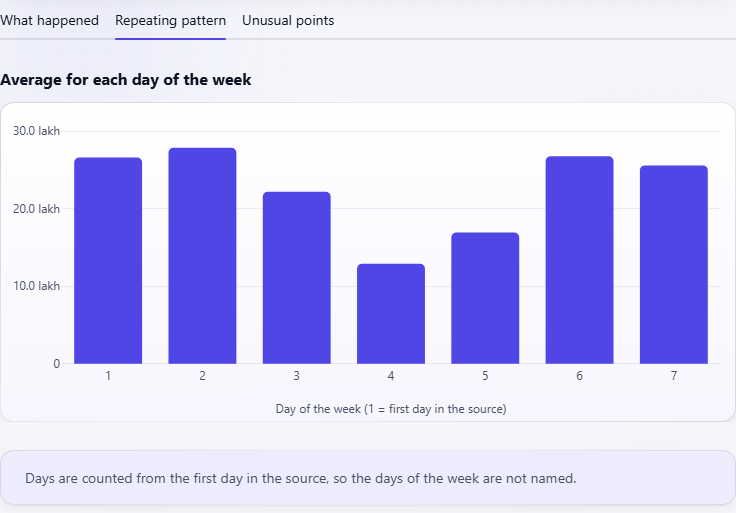 What happened Repeating pattern Unusual points
Average for each day of the week
30.0 lakh
20.0 lakh
10.0 lakh
0
1 2 3 4 5 6 7
Day of the week (1 = first day in the source)
Days are counted from the first day in the source, so the days of the week are not named.